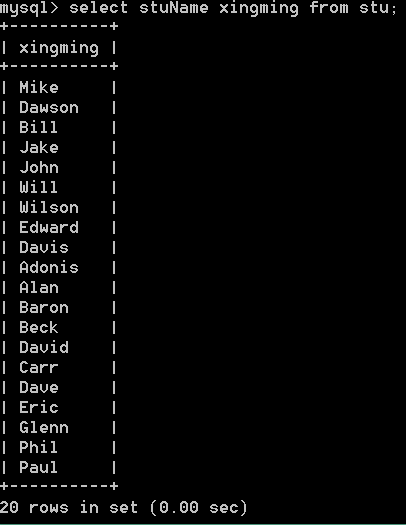 mysql> select stuName xingming from stu;
+----------+
| xingming |
+----------+
| Mike     |
| Dawson   |
| Bill     |
| Jake     |
| John     |
| Will     |
| Wilson   |
| Edward   |
| Davis    |
| Adonis   |
| Alan     |
| Baron    |
| Beck     |
| David    |
| Carr     |
| Dave     |
| Eric     |
| Glenn    |
| Phil     |
| Paul     |
+----------+
20 rows in set (0.00 sec)